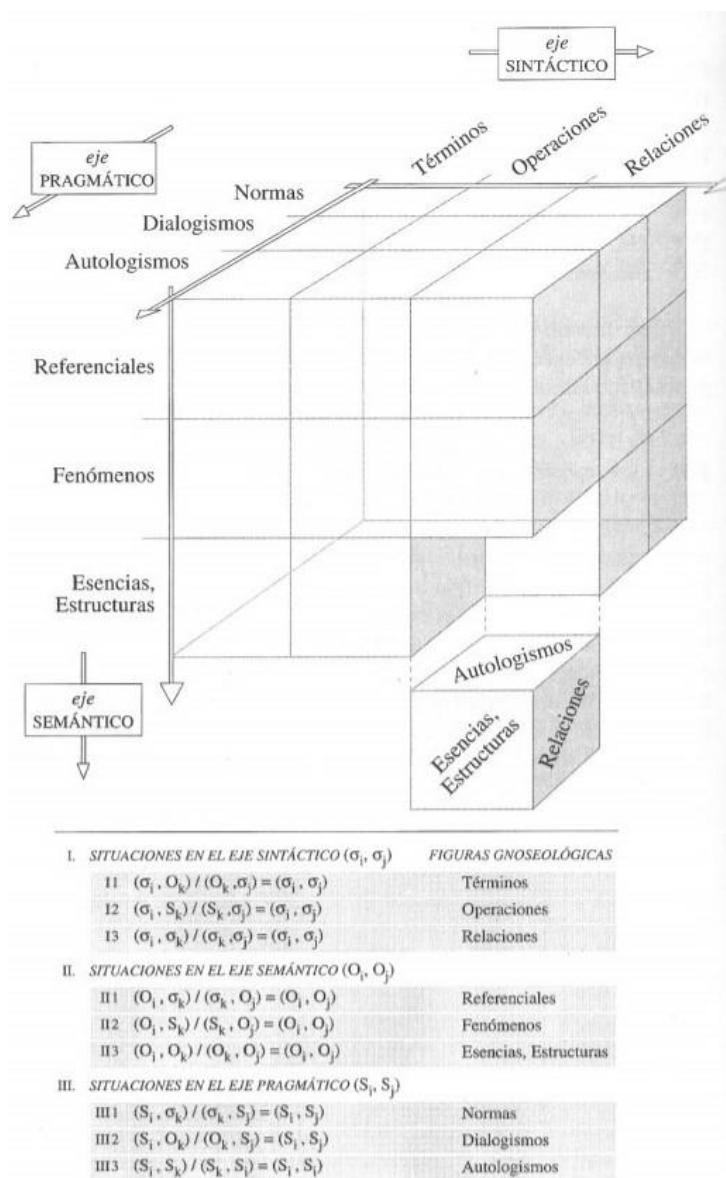 eje
SINTÁCTICO
eje
PRAGMÁTICO
Términos
Operaciones
Relaciones
Normas
Dialogismos
Autologismos
Referenciales
Fenómenos
Esencias,
Estructuras
eje
SEMÁNTICO
Autologismos
Esencias,
Estructuras
Relaciones
I. SITUACIONES EN EL EJE SINTÁCTICO (σi, σj) FIGURAS GNOSEOLÓGICAS
I1 (σi, Ok) / (Ok, σj) = (σi, σj) Términos
I2 (σi, Sk) / (Sk, σj) = (σi, σj) Operaciones
I3 (σi, σk) / (σk, σj) = (σi, σj) Relaciones
II. SITUACIONES EN EL EJE SEMÁNTICO (Oi, Oj)
II1 (Oi, σk) / (σk, Oj) = (Oi, Oj) Referenciales
II2 (Oi, Sk) / (Sk, Oj) = (Oi, Oj) Fenómenos
II3 (Oi, Ok) / (Ok, Oj) = (Oi, Oj) Esencias, Estructuras
III. SITUACIONES EN EL EJE PRAGMÁTICO (Si, Sj)
III1 (Si, σk) / (σk, Sj) = (Si, Sj) Normas
III2 (Si, Ok) / (Ok, Sj) = (Si, Sj) Dialogismos
III3 (Si, Sk) / (Sk, Si) = (Si, Si) Autologismos